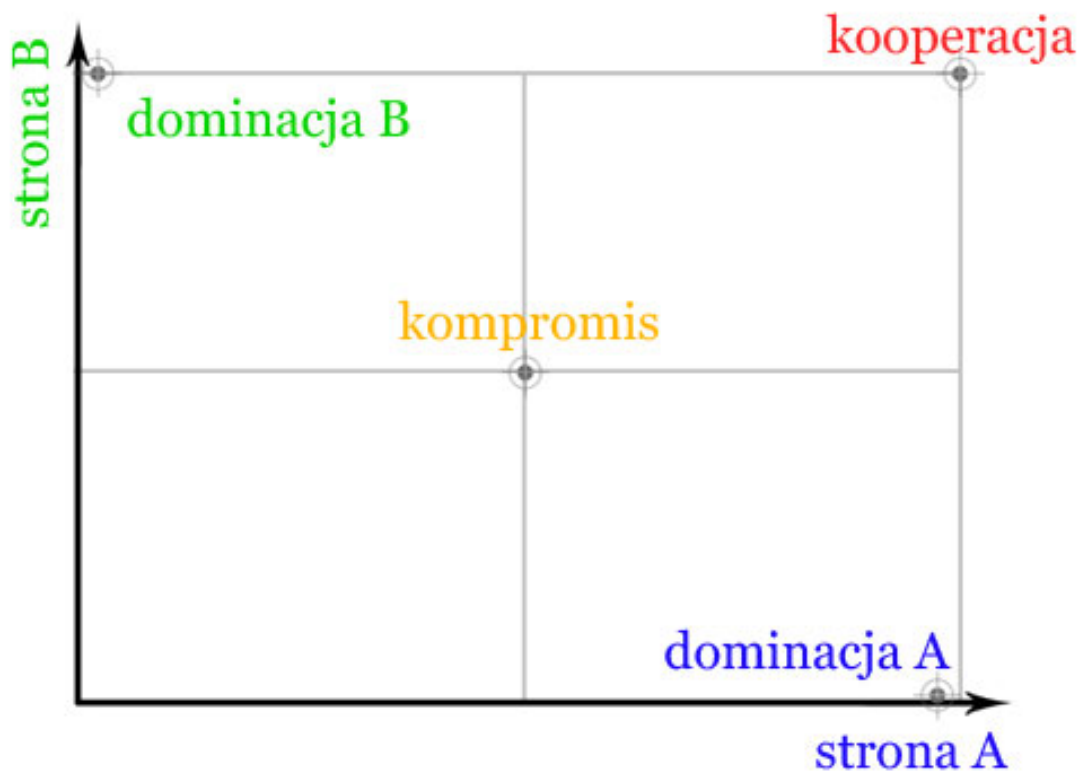 kooperacja
strona B
dominacja B
kompromis
dominacja A
strona A